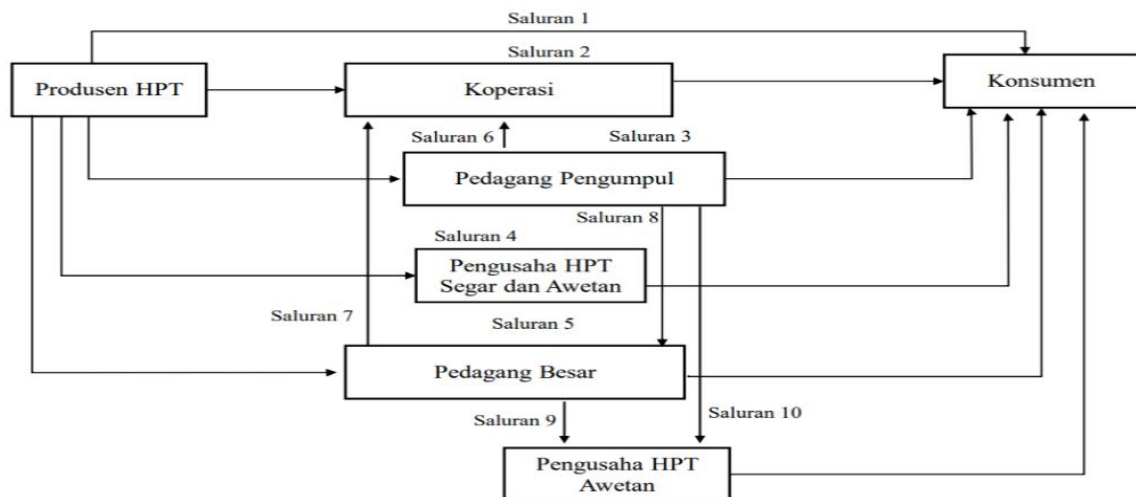 Saluran 1
Saluran 2
Produsen HPT
Koperasi
Konsumen
Saluran 6
Saluran 3
Pedagang Pengumpul
Saluran 8
Saluran 4
Pengusaha HPT
Segar dan Awetan
Saluran 7
Saluran 5
Pedagang Besar
Saluran 9
Saluran 10
Pengusaha HPT
Awetan